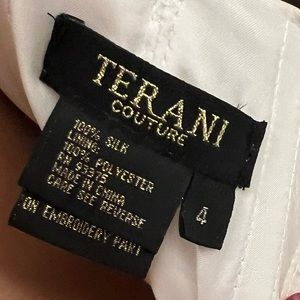 TERANI
COUTURE
100% SILK
LINING:
100% POLYESTER
RN 93375
MADE IN CHINA
CARE SEE REVERSE
4
ON EMBROIDERY PART